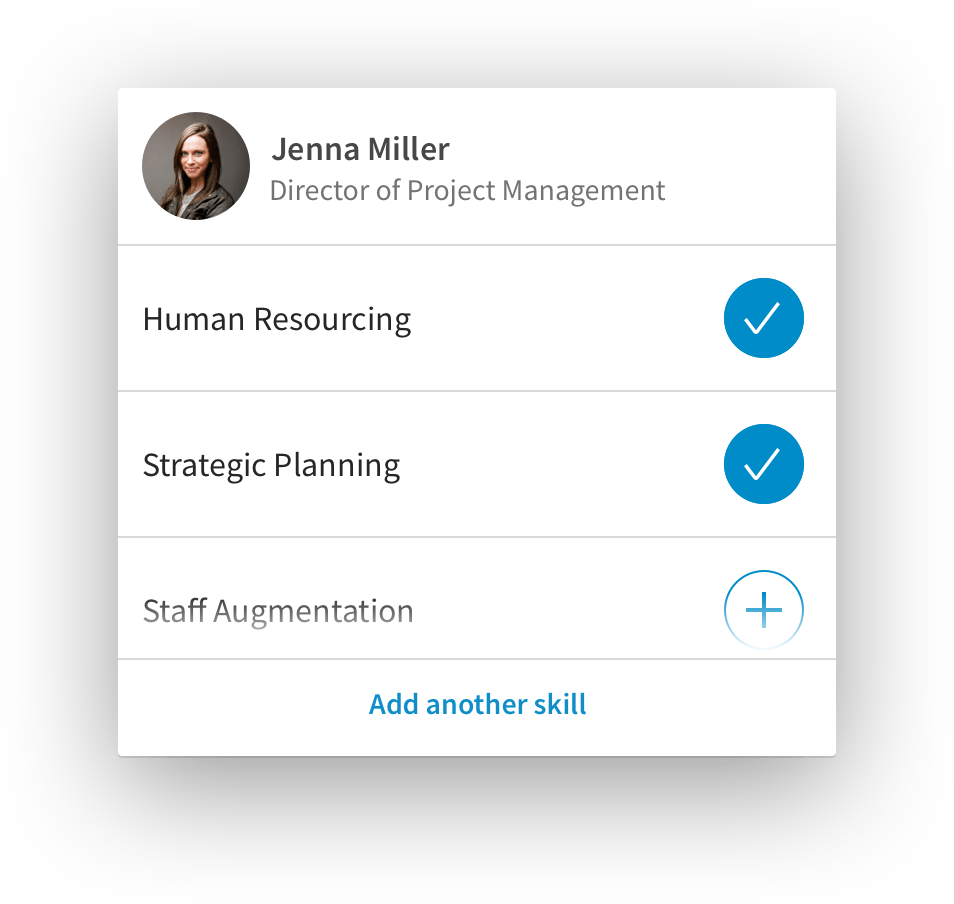 Jenna Miller
Director of Project Management
Human Resourcing
Strategic Planning
Staff Augmentation
Add another skill